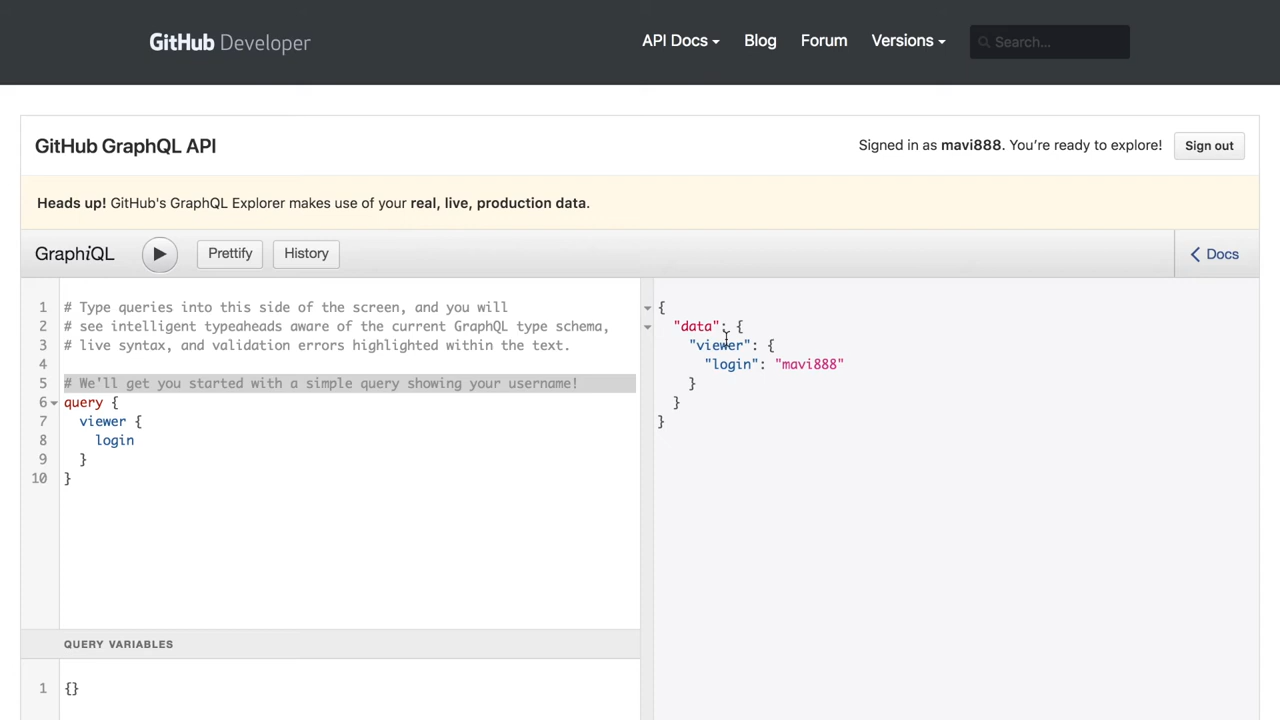 GitHub Developer
API Docs
Blog
Forum
Versions
Search...
GitHub GraphQL API
Signed in as mavi888. You’re ready to explore!
Sign out
Heads up! GitHub's GraphQL Explorer makes use of your real, live, production data.
GraphiQL
Prettify
History
Docs
1 # Type queries into this side of the screen, and you will
2 # see intelligent typeaheads aware of the current GraphQL type schema,
3 # live syntax, and validation errors highlighted within the text.
4
5 # We’ll get you started with a simple query showing your username!
6 query {
7 viewer {
8 login
9 }
10 }
{
"data": {
"viewer": {
"login": "mavi888"
}
}
}
QUERY VARIABLES
1 {}